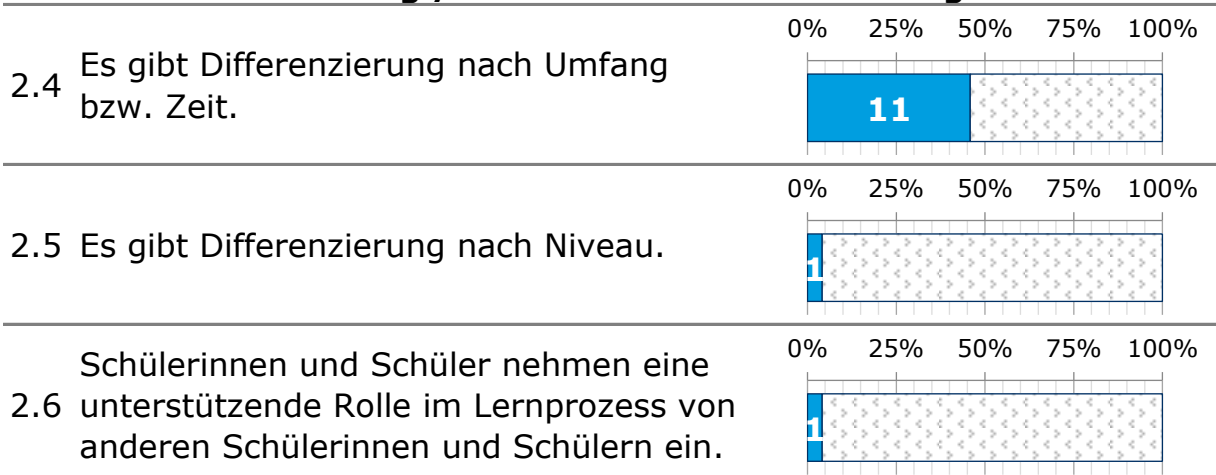 0% 25% 50% 75% 100%
2.4 Es gibt Differenzierung nach Umfang
bzw. Zeit.
11
0% 25% 50% 75% 100%
2.5 Es gibt Differenzierung nach Niveau.
1
0% 25% 50% 75% 100%
Schülerinnen und Schüler nehmen eine
2.6 unterstützende Rolle im Lernprozess von
anderen Schülerinnen und Schülern ein.
1